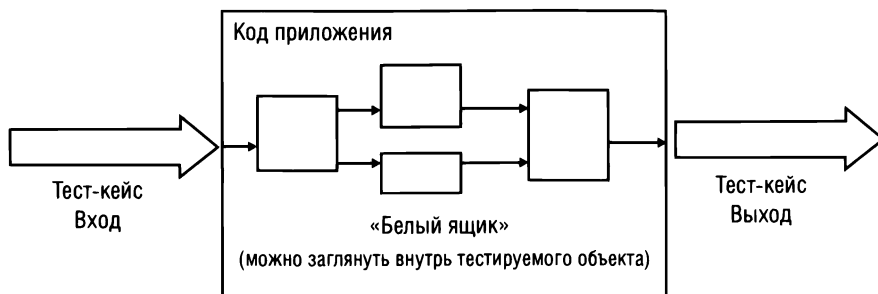 Код приложения
Тест-кейс
Вход
«Белый ящик»
(можно заглянуть внутрь тестируемого объекта)
Тест-кейс
Выход